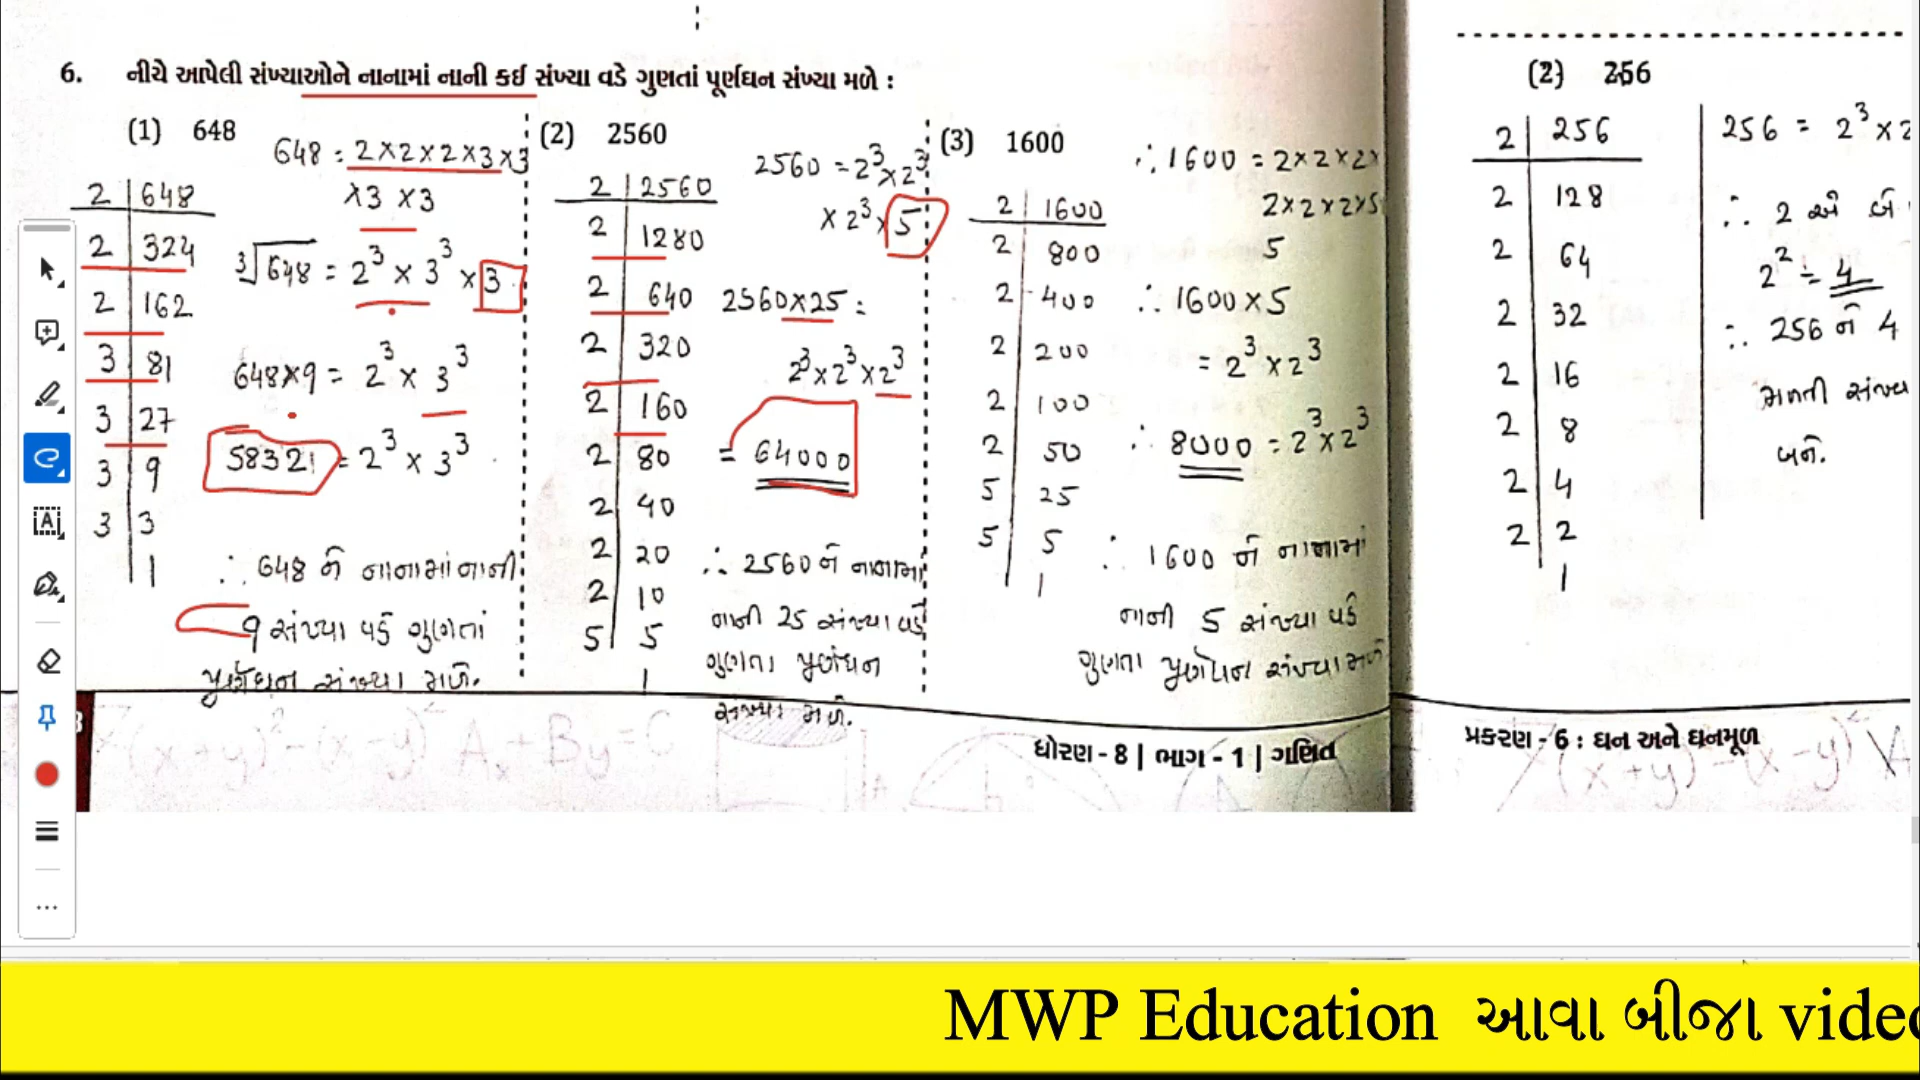 6. નીચે આપેલી સંખ્યાઓને નાનામાં નાની કઈ સંખ્યા વડે ગુણતાં પૂર્ણઘન સંખ્યા મળે :
(1) 648
648 = 2×2×2×3×3
×3 ×3
2 | 648
2 | 324
2 | 162
3 | 81
3 | 27
3 | 9
3 | 3
1
∛648 = 2³ × 3³ × 3
648×9 = 2³ × 3³
58321 = 2³ × 3³
∴ 648 ને નાનામાં નાની
9 સંખ્યા વડે ગુણતાં
પૂર્ણઘન સંખ્યા મળે.
(2) 2560
2560 = 2³×2³
× 2³ × 5
2 | 2560
2 | 1280
2 | 640
2 | 320
2 | 160
2 | 80
2 | 40
2 | 20
2 | 10
5 | 5
1
2560×25 =
2³×2³×2³
= 64000
∴ 2560 ને નાનામાં
નાની 25 સંખ્યા વડે
ગુણતા પૂર્ણઘન
સંખ્યા મળે.
(3) 1600
∴ 1600 = 2×2×2×
2×2×2×5
5
2 | 1600
2 | 800
2 | 400
2 | 200
2 | 100
2 | 50
5 | 25
5 | 5
1
∴ 1600×5
= 2³×2³
∴ 8000 = 2³×2³
∴ 1600 ને નાનામાં
નાની 5 સંખ્યા વડે
ગુણતા પૂર્ણઘન સંખ્યા મળે
ધોરણ - 8 | ભાગ - 1 | ગણિત
(2) 256
2 | 256
2 | 128
2 | 64
2 | 32
2 | 16
2 | 8
2 | 4
2 | 2
1
256 = 2³×2
∴ 2 એ બે
2² = 4
∴ 256 ને 4
મળતી સંખ્યા
બને.
પ્રકરણ - 6 : ઘન અને ઘનમૂળ
(x+y)²-(x-y)² Ax+By=C
(x+y)²-(x-y)²
MWP Education આવા બીજા video